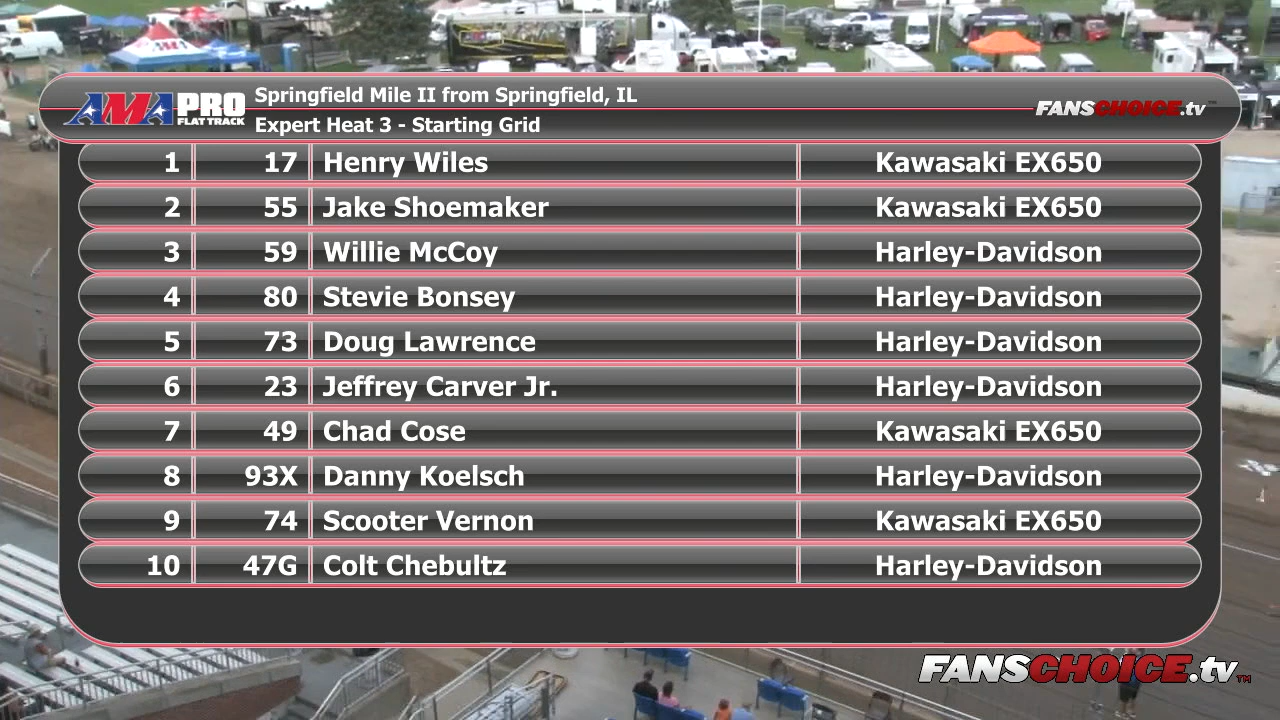 AMA PRO FLAT TRACK
Springfield Mile II from Springfield, IL
FANSCHOICE.tv™
Expert Heat 3 - Starting Grid
1 17 Henry Wiles Kawasaki EX650
2 55 Jake Shoemaker Kawasaki EX650
3 59 Willie McCoy Harley-Davidson
4 80 Stevie Bonsey Harley-Davidson
5 73 Doug Lawrence Harley-Davidson
6 23 Jeffrey Carver Jr. Harley-Davidson
7 49 Chad Cose Kawasaki EX650
8 93X Danny Koelsch Harley-Davidson
9 74 Scooter Vernon Kawasaki EX650
10 47G Colt Chebultz Harley-Davidson
FANSCHOICE.tv™